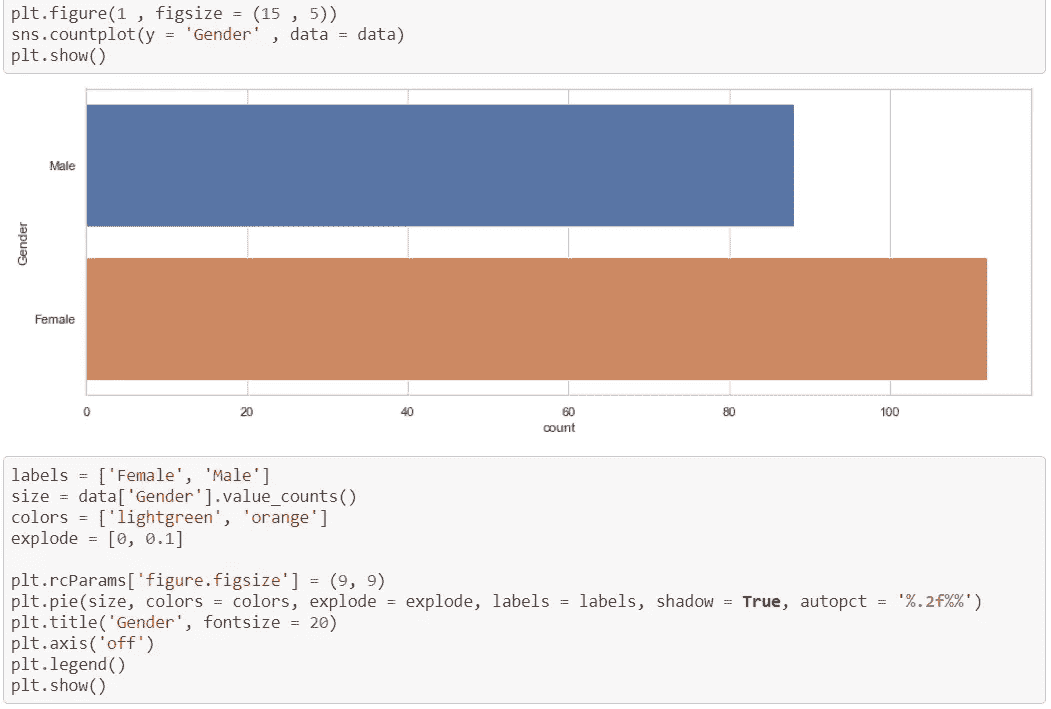 plt.figure(1 , figsize = (15 , 5))
sns.countplot(y = 'Gender' , data = data)
plt.show()
Male
Gender
Female
0 20 40 60 80 100
count
labels = ['Female', 'Male']
size = data['Gender'].value_counts()
colors = ['lightgreen', 'orange']
explode = [0, 0.1]
plt.rcParams['figure.figsize'] = (9, 9)
plt.pie(size, colors = colors, explode = explode, labels = labels, shadow = True, autopct = '%.2f%%')
plt.title('Gender', fontsize = 20)
plt.axis('off')
plt.legend()
plt.show()